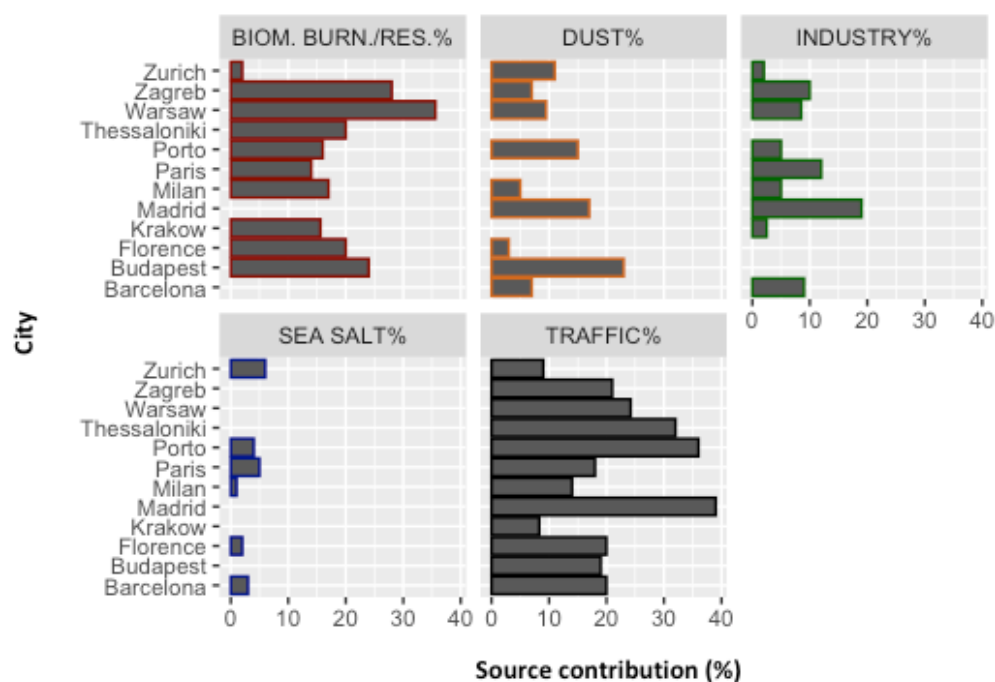 BIOM. BURN./RES.%
DUST%
INDUSTRY%
Zurich
Zagreb
Warsaw
Thessaloniki
Porto
Paris
Milan
Madrid
Krakow
Florence
Budapest
Barcelona
0 10 20 30 40
City
SEA SALT%
TRAFFIC%
Zurich
Zagreb
Warsaw
Thessaloniki
Porto
Paris
Milan
Madrid
Krakow
Florence
Budapest
Barcelona
0 10 20 30 40
0 10 20 30 40
Source contribution (%)